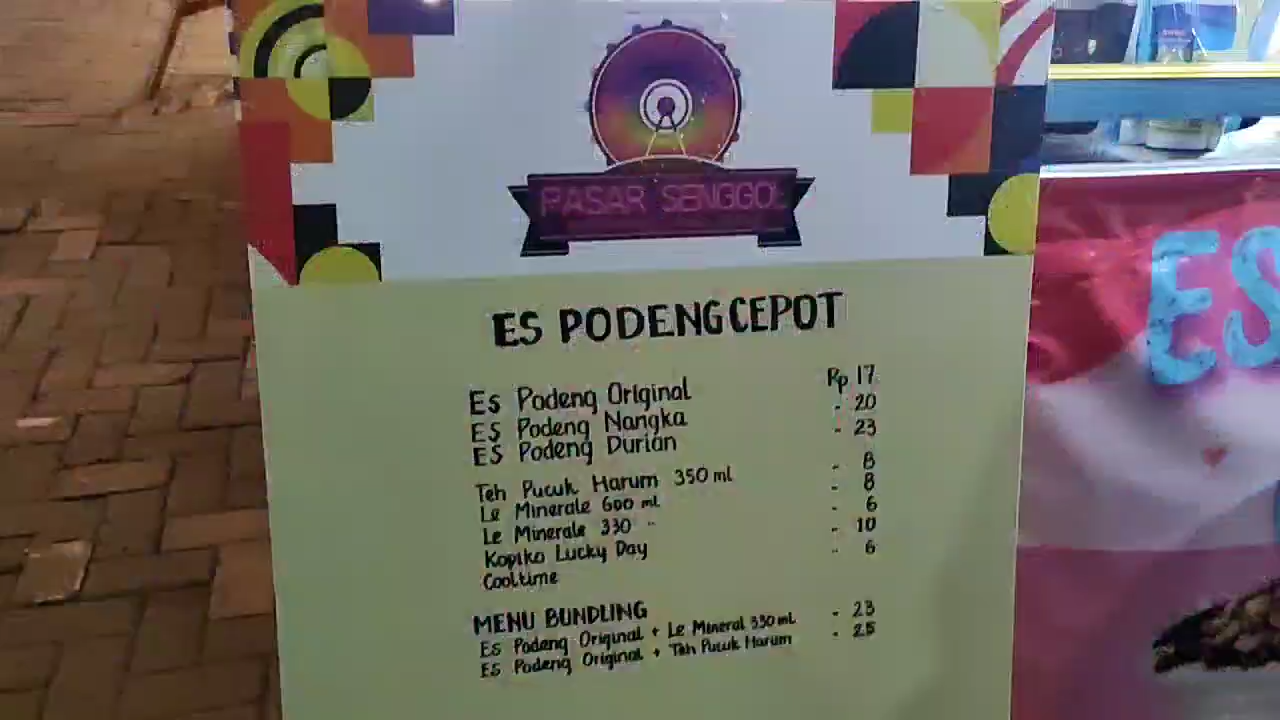 PASAR SENGGOL
ES PODENG CEPOT
Es Podeng Original Rp 17
ES Podeng Nangka - 20
ES Podeng Durian - 23
Teh Pucuk Harum 350 ml - 8
Le Minerale 600 ml - 8
Le Minerale 330 " - 6
Kopiko Lucky Day - 10
Cooltime - 6
MENU BUNDLING
Es Podeng Original + Le Mineral 330 ml - 23
ES Podeng Original + Teh Pucuk Harum - 25
ES